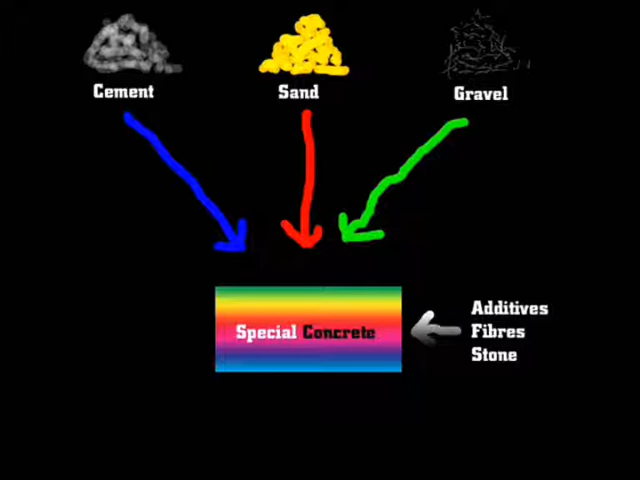 Cement
Sand
Gravel
Special Concrete
Additives
Fibres
Stone